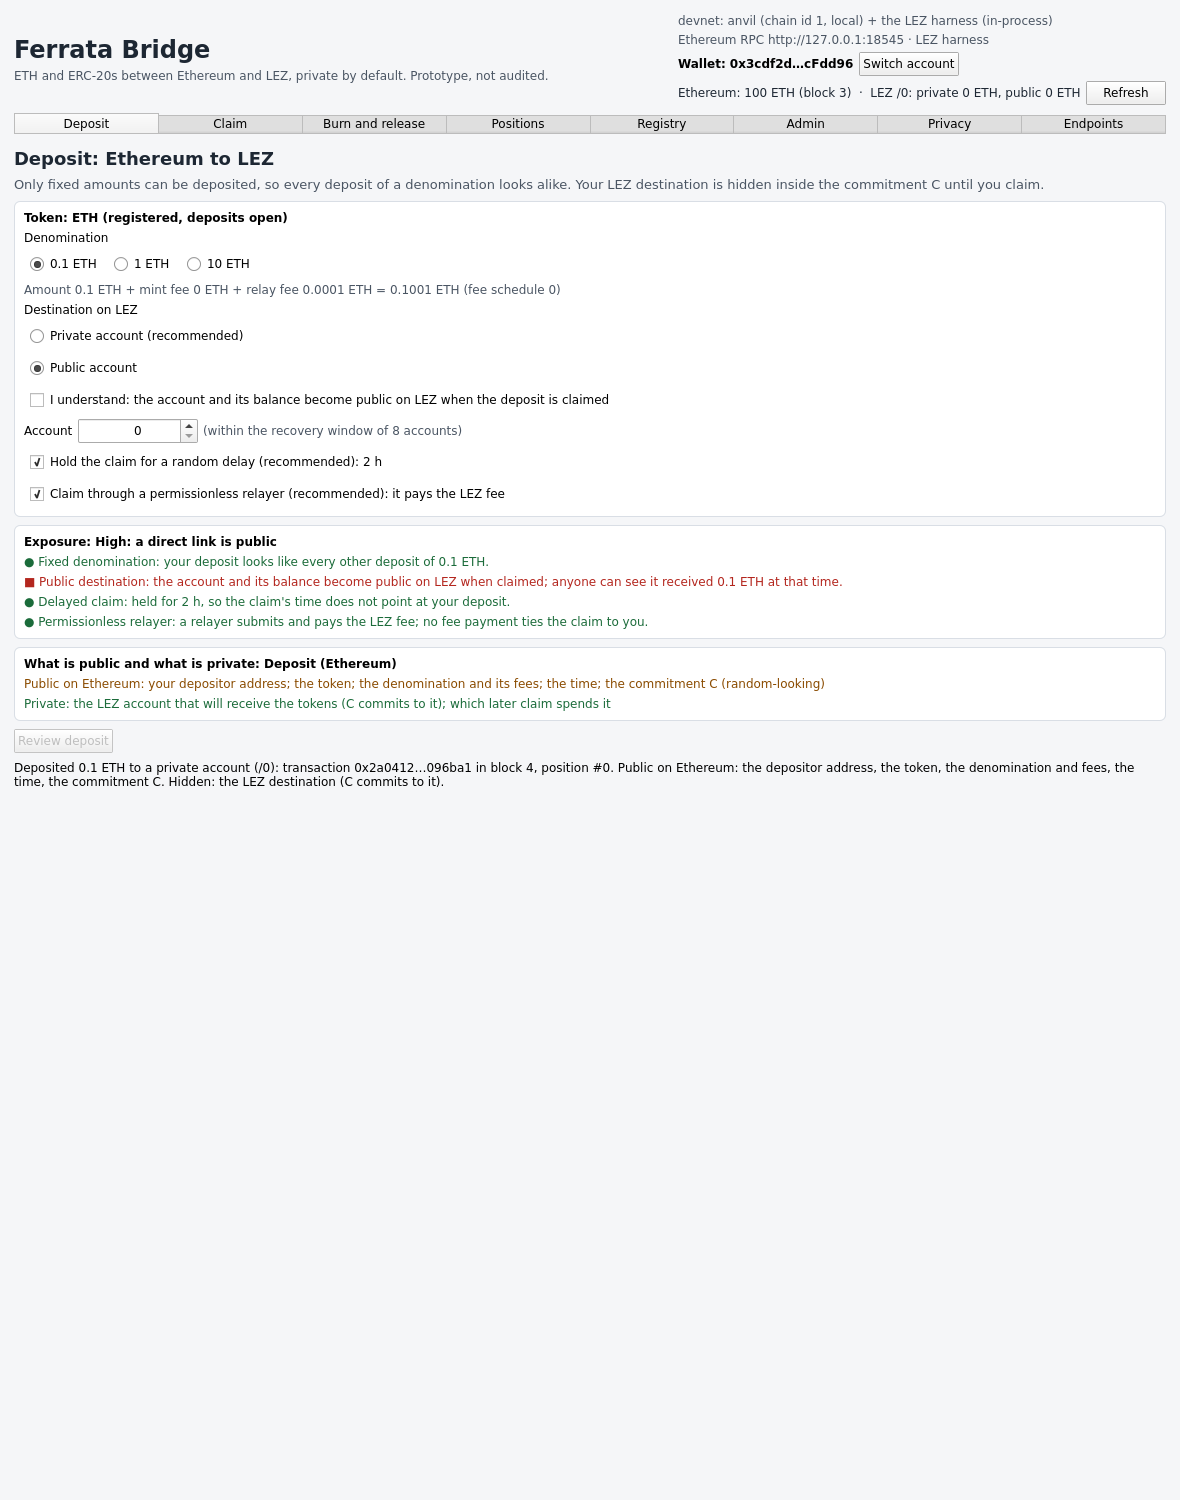 Ferrata Bridge
ETH and ERC-20s between Ethereum and LEZ, private by default. Prototype, not audited.
devnet: anvil (chain id 1, local) + the LEZ harness (in-process)
Ethereum RPC http://127.0.0.1:18545 · LEZ harness
Wallet: 0x3cdf2d…cFdd96 Switch account
Ethereum: 100 ETH (block 3) · LEZ /0: private 0 ETH, public 0 ETH Refresh
Deposit Claim Burn and release Positions Registry Admin Privacy Endpoints
Deposit: Ethereum to LEZ
Only fixed amounts can be deposited, so every deposit of a denomination looks alike. Your LEZ destination is hidden inside the commitment C until you claim.
Token: ETH (registered, deposits open)
Denomination
0.1 ETH 1 ETH 10 ETH
Amount 0.1 ETH + mint fee 0 ETH + relay fee 0.0001 ETH = 0.1001 ETH (fee schedule 0)
Destination on LEZ
Private account (recommended)
Public account
I understand: the account and its balance become public on LEZ when the deposit is claimed
Account 0 (within the recovery window of 8 accounts)
Hold the claim for a random delay (recommended): 2 h
Claim through a permissionless relayer (recommended): it pays the LEZ fee
Exposure: High: a direct link is public
● Fixed denomination: your deposit looks like every other deposit of 0.1 ETH.
■ Public destination: the account and its balance become public on LEZ when claimed; anyone can see it received 0.1 ETH at that time.
● Delayed claim: held for 2 h, so the claim's time does not point at your deposit.
● Permissionless relayer: a relayer submits and pays the LEZ fee; no fee payment ties the claim to you.
What is public and what is private: Deposit (Ethereum)
Public on Ethereum: your depositor address; the token; the denomination and its fees; the time; the commitment C (random-looking)
Private: the LEZ account that will receive the tokens (C commits to it); which later claim spends it
Review deposit
Deposited 0.1 ETH to a private account (/0): transaction 0x2a0412…096ba1 in block 4, position #0. Public on Ethereum: the depositor address, the token, the denomination and fees, the
time, the commitment C. Hidden: the LEZ destination (C commits to it).